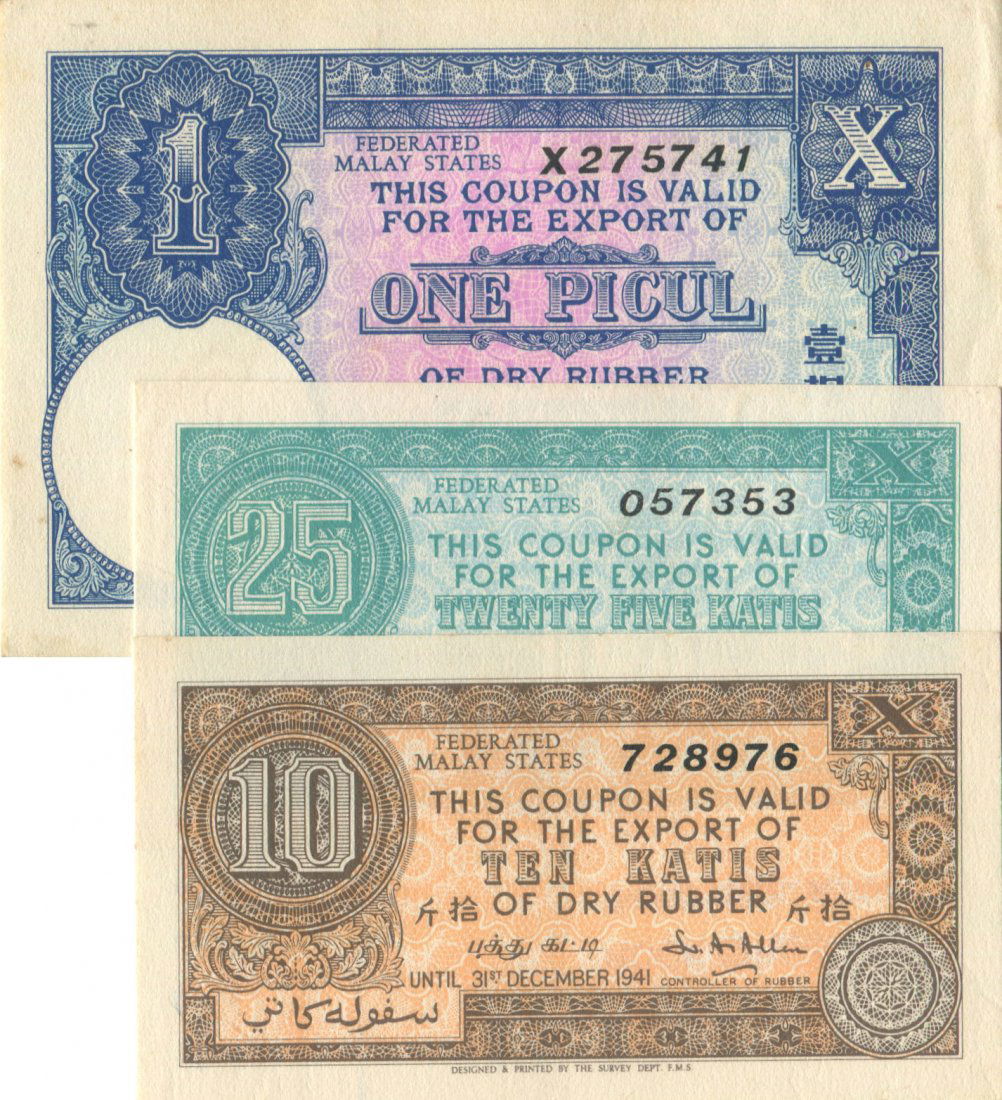 1
X
FEDERATED
MALAY STATES X275741
THIS COUPON IS VALID
FOR THE EXPORT OF
ONE PICUL
OF DRY RUBBER
壹
25
X
FEDERATED
MALAY STATES 057353
THIS COUPON IS VALID
FOR THE EXPORT OF
TWENTY FIVE KATIS
10
X
FEDERATED
MALAY STATES 728976
THIS COUPON IS VALID
FOR THE EXPORT OF
TEN KATIS
斤拾 OF DRY RUBBER 斤拾
பத்து கட்டி
UNTIL 31ST DECEMBER 1941 CONTROLLER OF RUBBER
سڤوله كاتي
DESIGNED & PRINTED BY THE SURVEY DEPT. F.M.S.